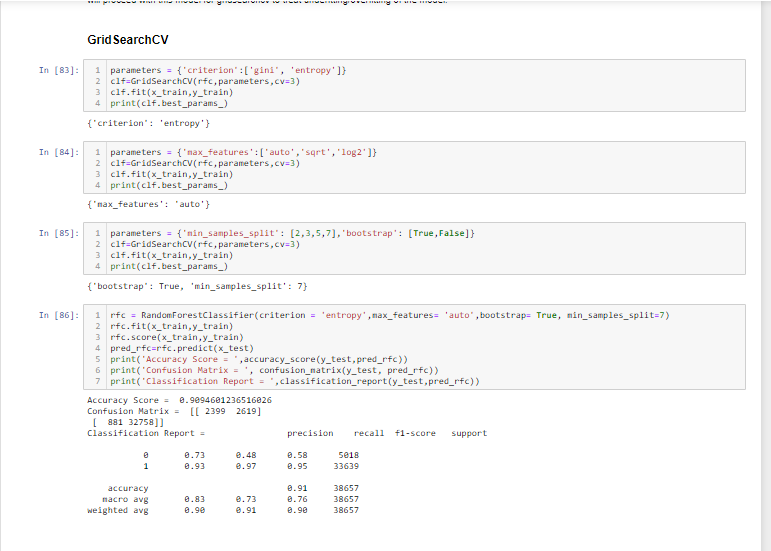 GridSearchCV
In [83]:
1 parameters = {'criterion':['gini', 'entropy']}
2 clf=GridSearchCV(rfc,parameters,cv=3)
3 clf.fit(x_train,y_train)
4 print(clf.best_params_)
{'criterion': 'entropy'}
In [84]:
1 parameters = {'max_features':['auto','sqrt','log2']}
2 clf=GridSearchCV(rfc,parameters,cv=3)
3 clf.fit(x_train,y_train)
4 print(clf.best_params_)
{'max_features': 'auto'}
In [85]:
1 parameters = {'min_samples_split': [2,3,5,7],'bootstrap': [True,False]}
2 clf=GridSearchCV(rfc,parameters,cv=3)
3 clf.fit(x_train,y_train)
4 print(clf.best_params_)
{'bootstrap': True, 'min_samples_split': 7}
In [86]:
1 rfc = RandomForestClassifier(criterion = 'entropy',max_features= 'auto',bootstrap= True, min_samples_split=7)
2 rfc.fit(x_train,y_train)
3 rfc.score(x_train,y_train)
4 pred_rfc=rfc.predict(x_test)
5 print('Accuracy Score = ',accuracy_score(y_test,pred_rfc))
6 print('Confusion Matrix = ', confusion_matrix(y_test, pred_rfc))
7 print('Classification Report = ',classification_report(y_test,pred_rfc))
Accuracy Score = 0.9094601236516026
Confusion Matrix = [[ 2399 2619]
[ 881 32758]]
Classification Report = precision recall f1-score support
0 0.73 0.48 0.58 5018
1 0.93 0.97 0.95 33639
accuracy 0.91 38657
macro avg 0.83 0.73 0.76 38657
weighted avg 0.90 0.91 0.90 38657